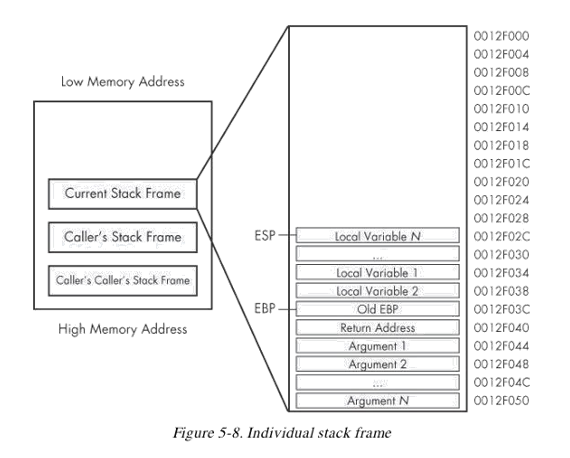 Low Memory Address
Current Stack Frame
Caller's Stack Frame
Caller's Caller's Stack Frame
High Memory Address
0012F000
0012F004
0012F008
0012F00C
0012F010
0012F014
0012F018
0012F01C
0012F020
0012F024
0012F028
ESP
Local Variable N
0012F02C
...
0012F030
Local Variable 1
0012F034
Local Variable 2
0012F038
EBP
Old EBP
0012F03C
Return Address
0012F040
Argument 1
0012F044
Argument 2
0012F048
...
0012F04C
Argument N
0012F050
Figure 5-8. Individual stack frame